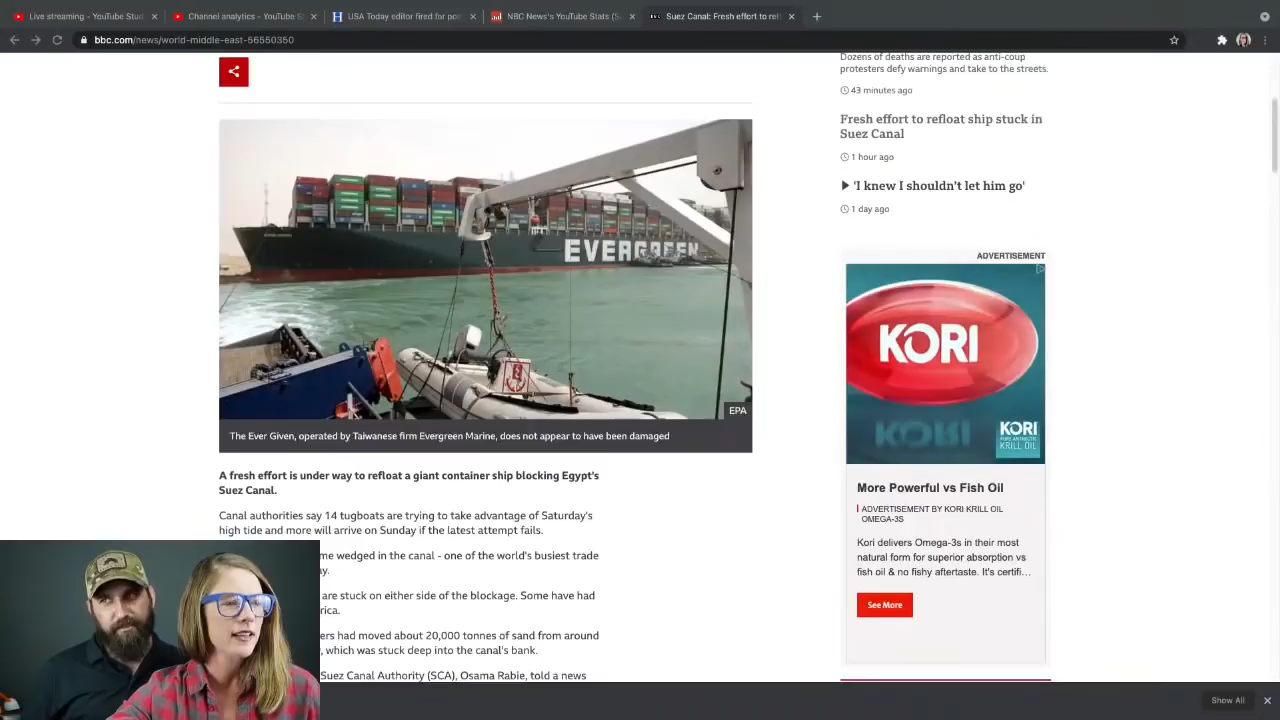 Live streaming - YouTube Stud
Channel analytics - YouTube St
USA Today editor fired for pos
NBC News's YouTube Stats (S
BBC
Suez Canal: Fresh effort to ref
bbc.com/news/world-middle-east-56550350
Dozens of deaths are reported as anti-coup
protesters defy warnings and take to the streets.
43 minutes ago
Fresh effort to refloat ship stuck in
Suez Canal
1 hour ago
'I knew I shouldn't let him go'
1 day ago
EVERGREEN
EPA
The Ever Given, operated by Taiwanese firm Evergreen Marine, does not appear to have been damaged
A fresh effort is under way to refloat a giant container ship blocking Egypt's
Suez Canal.
Canal authorities say 14 tugboats are trying to take advantage of Saturday's
high tide and more will arrive on Sunday if the latest attempt fails.
me wedged in the canal - one of the world's busiest trade
y.
are stuck on either side of the blockage. Some have had
rica.
ers had moved about 20,000 tonnes of sand from around
, which was stuck deep into the canal's bank.
Suez Canal Authority (SCA), Osama Rabie, told a news
ADVERTISEMENT
KORI
KORI
PURE ANTARCTIC
KRILL OIL
More Powerful vs Fish Oil
ADVERTISEMENT BY KORI KRILL OIL
OMEGA-3S
Kori delivers Omega-3s in their most
natural form for superior absorption vs
fish oil & no fishy aftertaste. It's certifi...
See More
Show All